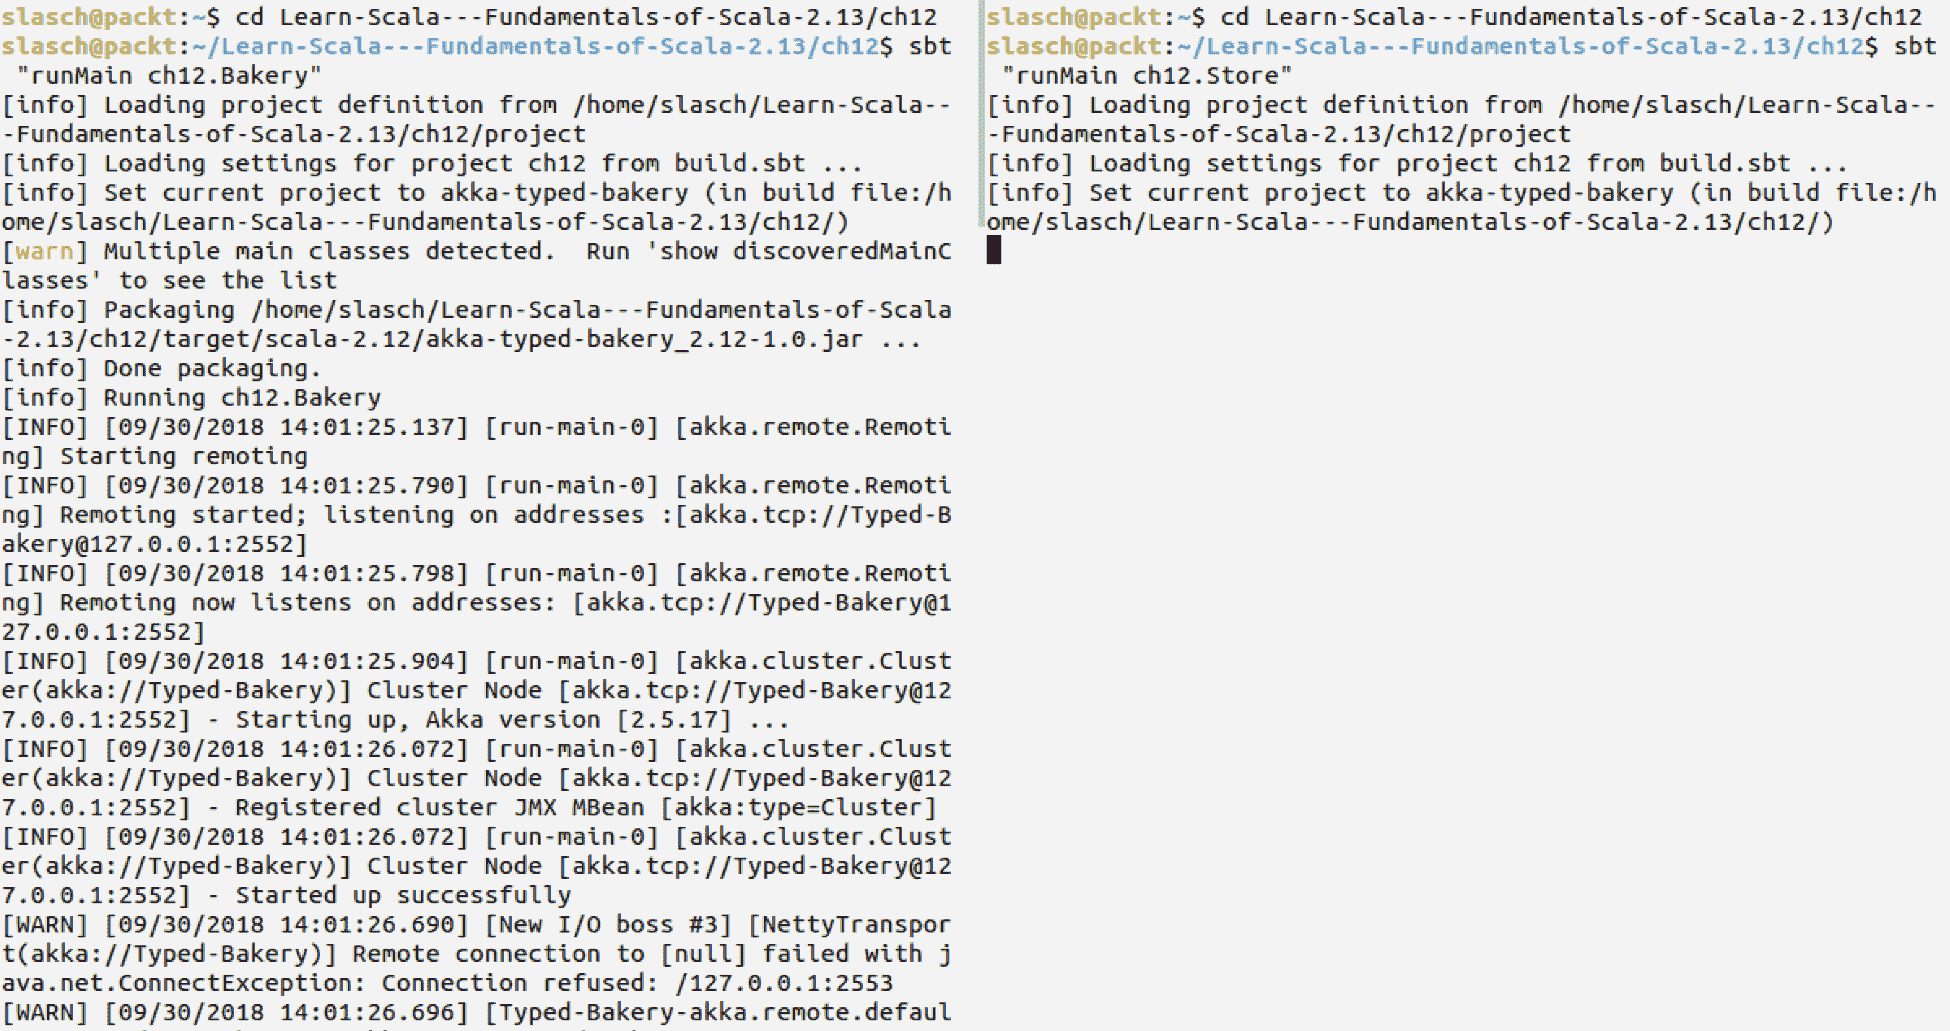 slasch@packt:~$ cd Learn-Scala---Fundamentals-of-Scala-2.13/ch12
slasch@packt:~/Learn-Scala---Fundamentals-of-Scala-2.13/ch12$ sbt
 "runMain ch12.Bakery"
[info] Loading project definition from /home/slasch/Learn-Scala--
-Fundamentals-of-Scala-2.13/ch12/project
[info] Loading settings for project ch12 from build.sbt ...
[info] Set current project to akka-typed-bakery (in build file:/h
ome/slasch/Learn-Scala---Fundamentals-of-Scala-2.13/ch12/)
[warn] Multiple main classes detected.  Run 'show discoveredMainC
lasses' to see the list
[info] Packaging /home/slasch/Learn-Scala---Fundamentals-of-Scala
-2.13/ch12/target/scala-2.12/akka-typed-bakery_2.12-1.0.jar ...
[info] Done packaging.
[info] Running ch12.Bakery
[INFO] [09/30/2018 14:01:25.137] [run-main-0] [akka.remote.Remoti
ng] Starting remoting
[INFO] [09/30/2018 14:01:25.790] [run-main-0] [akka.remote.Remoti
ng] Remoting started; listening on addresses :[akka.tcp://Typed-B
akery@127.0.0.1:2552]
[INFO] [09/30/2018 14:01:25.798] [run-main-0] [akka.remote.Remoti
ng] Remoting now listens on addresses: [akka.tcp://Typed-Bakery@1
27.0.0.1:2552]
[INFO] [09/30/2018 14:01:25.904] [run-main-0] [akka.cluster.Clust
er(akka://Typed-Bakery)] Cluster Node [akka.tcp://Typed-Bakery@12
7.0.0.1:2552] - Starting up, Akka version [2.5.17] ...
[INFO] [09/30/2018 14:01:26.072] [run-main-0] [akka.cluster.Clust
er(akka://Typed-Bakery)] Cluster Node [akka.tcp://Typed-Bakery@12
7.0.0.1:2552] - Registered cluster JMX MBean [akka:type=Cluster]
[INFO] [09/30/2018 14:01:26.072] [run-main-0] [akka.cluster.Clust
er(akka://Typed-Bakery)] Cluster Node [akka.tcp://Typed-Bakery@12
7.0.0.1:2552] - Started up successfully
[WARN] [09/30/2018 14:01:26.690] [New I/O boss #3] [NettyTranspor
t(akka://Typed-Bakery)] Remote connection to [null] failed with j
ava.net.ConnectException: Connection refused: /127.0.0.1:2553
[WARN] [09/30/2018 14:01:26.696] [Typed-Bakery-akka.remote.defaul
slasch@packt:~$ cd Learn-Scala---Fundamentals-of-Scala-2.13/ch12
slasch@packt:~/Learn-Scala---Fundamentals-of-Scala-2.13/ch12$ sbt
 "runMain ch12.Store"
[info] Loading project definition from /home/slasch/Learn-Scala--
-Fundamentals-of-Scala-2.13/ch12/project
[info] Loading settings for project ch12 from build.sbt ...
[info] Set current project to akka-typed-bakery (in build file:/h
ome/slasch/Learn-Scala---Fundamentals-of-Scala-2.13/ch12/)